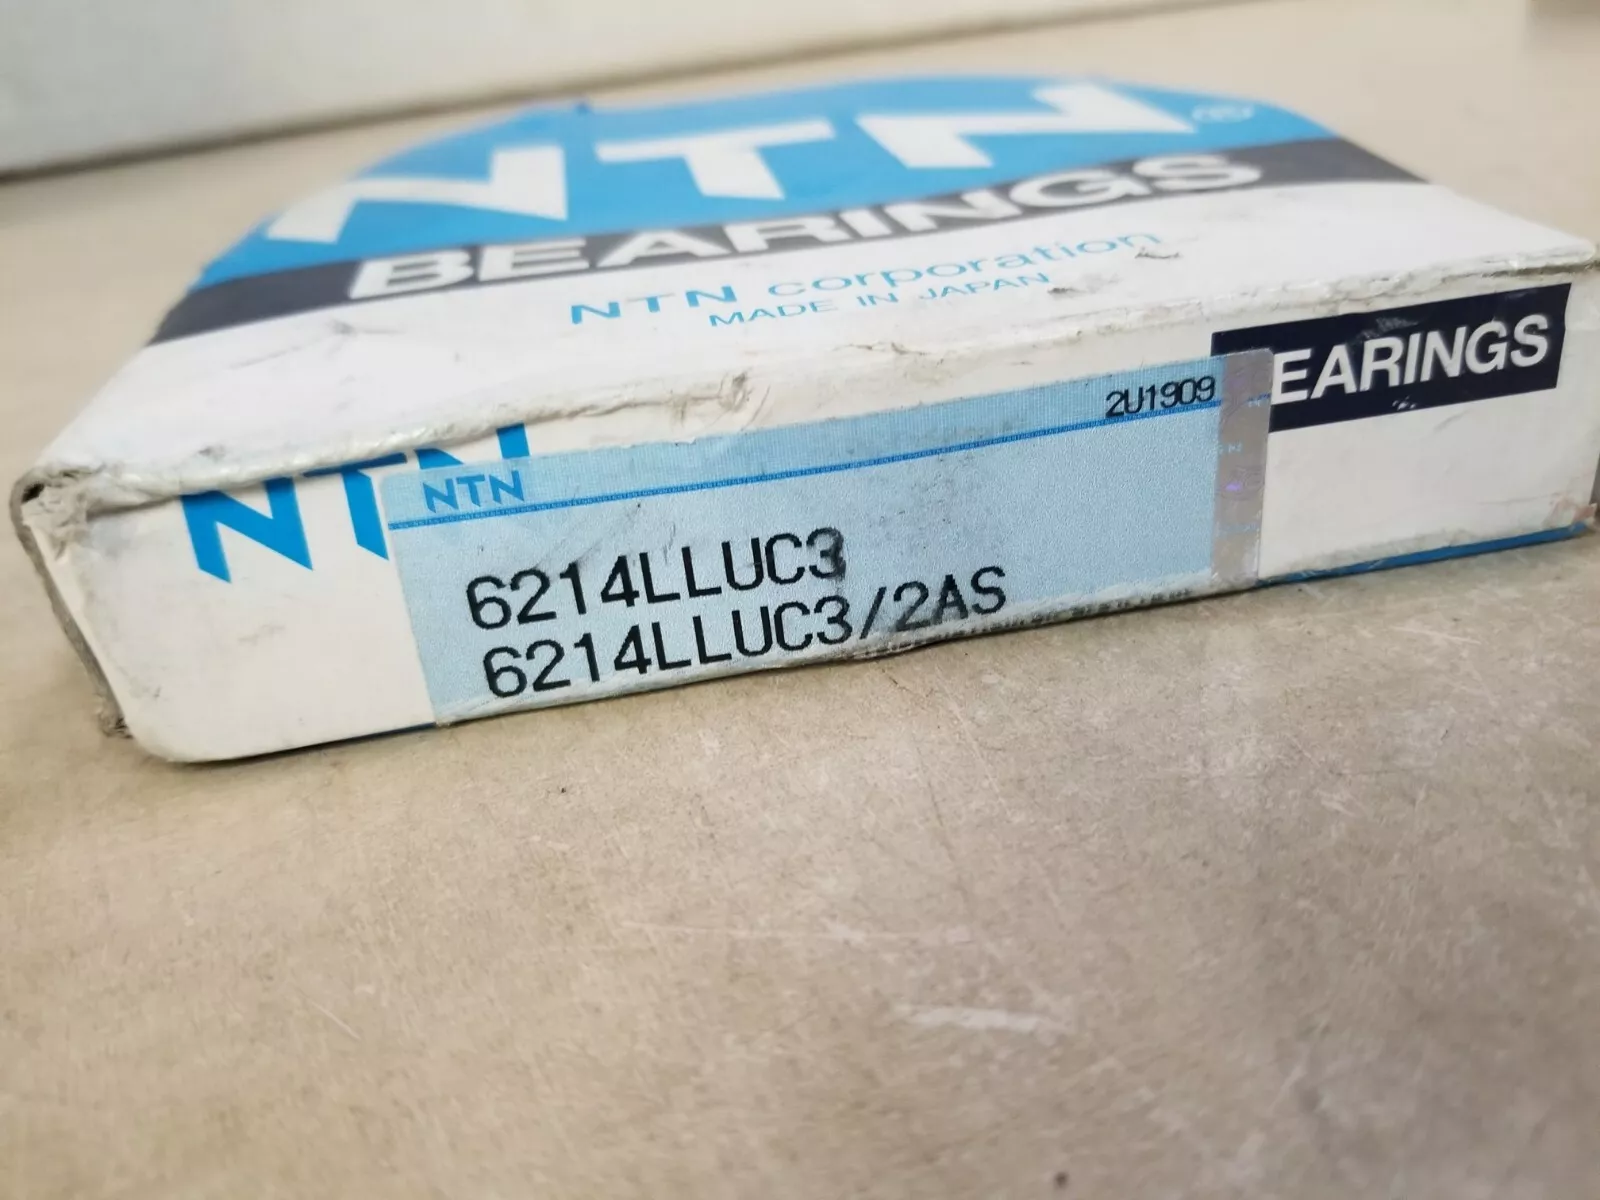 NTN®
BEARINGS
NTN corporation
MADE IN JAPAN
NTN
EARINGS
NTN
2U1909
6214LLUC3
6214LLUC3/2AS